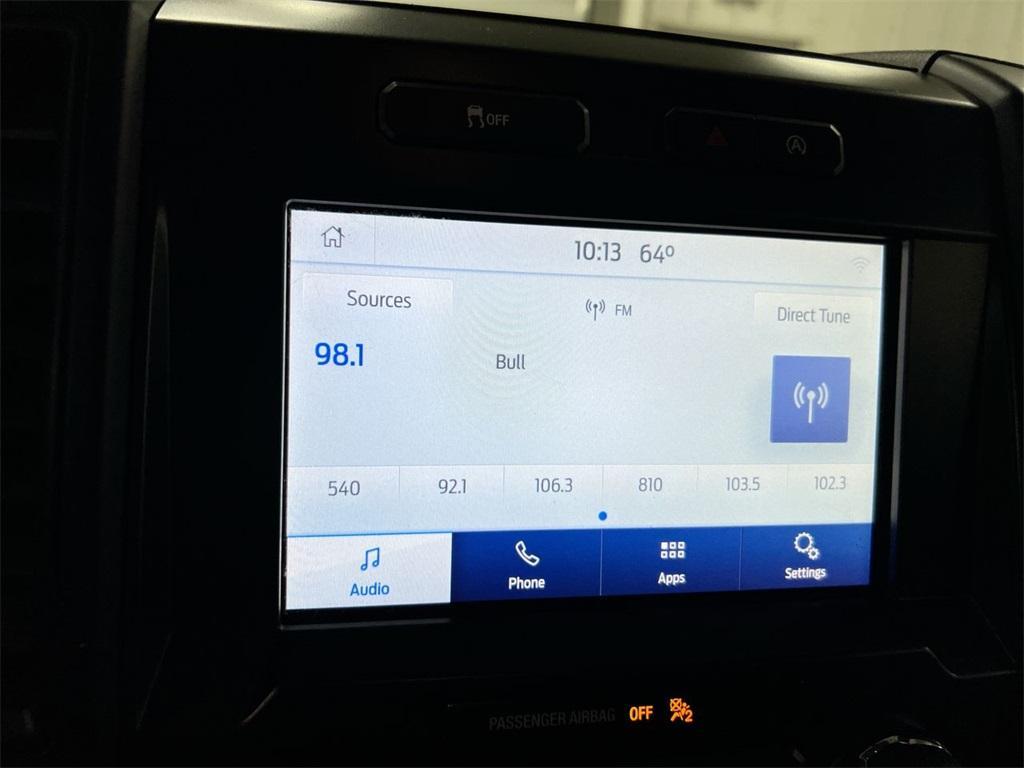 OFF
A
10:13 64°
Sources
FM
Direct Tune
98.1
Bull
540 92.1 106.3 810 103.5 102.3
Audio Phone Apps Settings
PASSENGER AIRBAG OFF 2